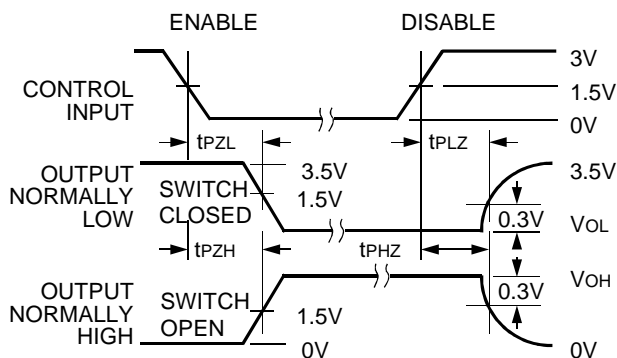 ENABLE
DISABLE
CONTROL
INPUT
3V
1.5V
0V
tPZL
tPLZ
OUTPUT
NORMALLY
LOW
SWITCH
CLOSED
3.5V
1.5V
3.5V
0.3V
VOL
tPZH
tPHZ
OUTPUT
NORMALLY
HIGH
SWITCH
OPEN
1.5V
0V
0.3V
VOH
0V